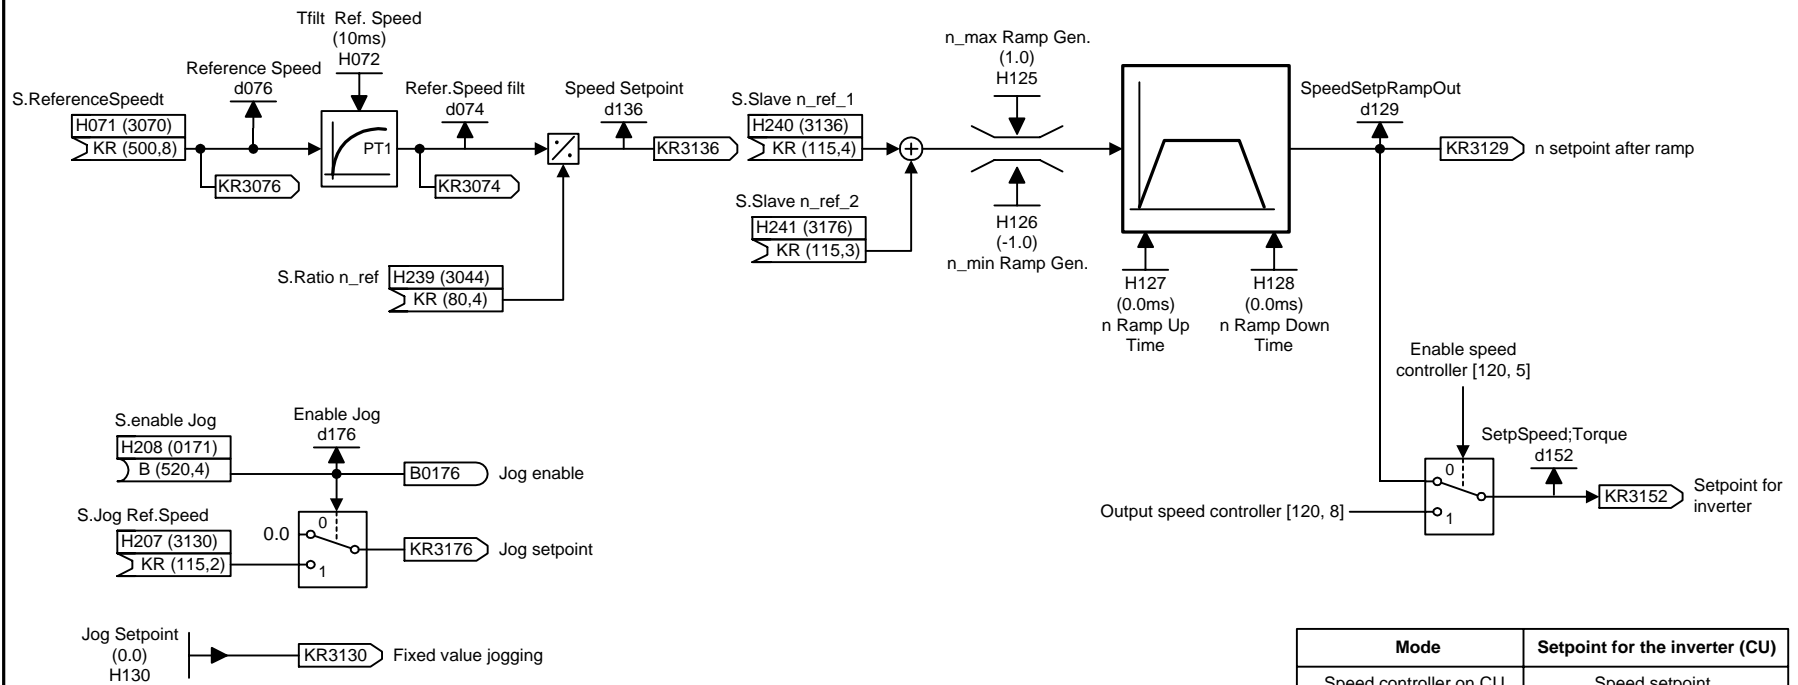 Tfilt Ref. Speed
(10ms)
H072
Reference Speed
d076
S.ReferenceSpeedt
H071 (3070)
KR (500,8)
KR3076
PT1
Refer.Speed filt
d074
KR3074
Speed Setpoint
d136
KR3136
S.Ratio n_ref
H239 (3044)
KR (80,4)
S.Slave n_ref_1
H240 (3136)
KR (115,4)
S.Slave n_ref_2
H241 (3176)
KR (115,3)
n_max Ramp Gen.
(1.0)
H125
H126
(-1.0)
n_min Ramp Gen.
H127
(0.0ms)
n Ramp Up
Time
H128
(0.0ms)
n Ramp Down
Time
SpeedSetpRampOut
d129
KR3129
n setpoint after ramp
Enable speed
controller [120, 5]
SetpSpeed;Torque
d152
0
1
Output speed controller [120, 8]
KR3152
Setpoint for
inverter
S.enable Jog
H208 (0171)
B (520,4)
Enable Jog
d176
B0176
Jog enable
S.Jog Ref.Speed
H207 (3130)
KR (115,2)
0.0
0
1
KR3176
Jog setpoint
Jog Setpoint
(0.0)
H130
KR3130
Fixed value jogging
Mode
Setpoint for the inverter (CU)
Speed controller on CU
Speed setpoint